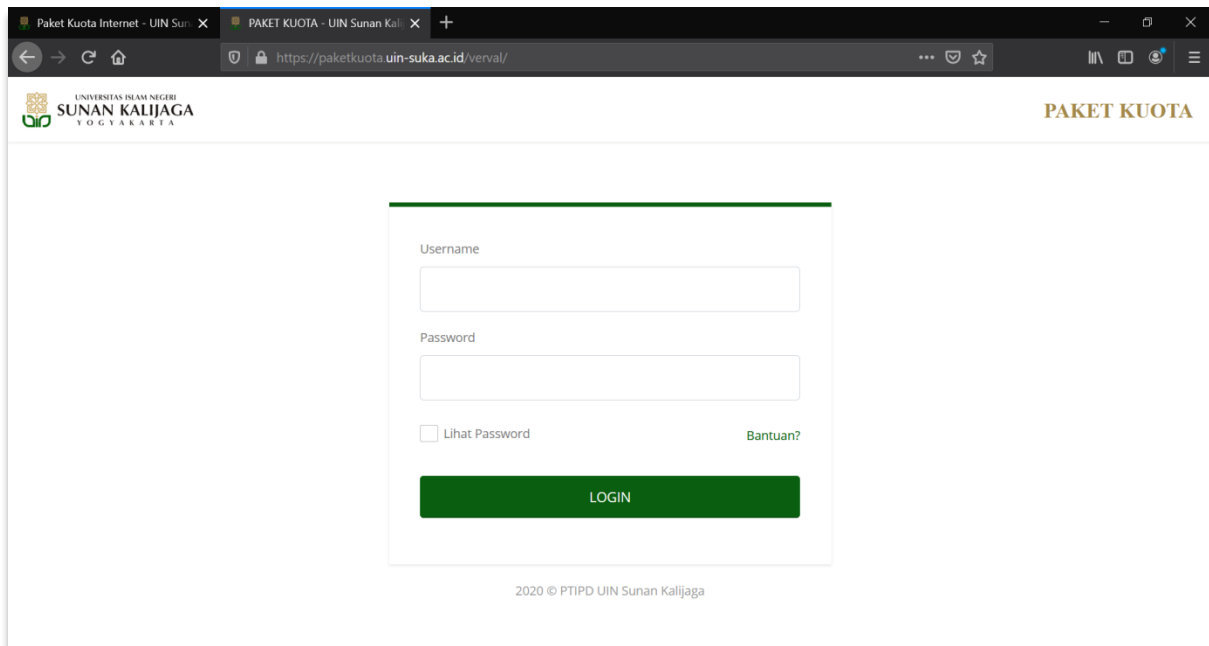 Paket Kuota Internet - UIN Sun
PAKET KUOTA - UIN Sunan Kali
https://paketkuota.uin-suka.ac.id/verval/
UNIVERSITAS ISLAM NEGERI
SUNAN KALIJAGA
YOGYAKARTA
PAKET KUOTA
Username
Password
Lihat Password
Bantuan?
LOGIN
2020 © PTIPD UIN Sunan Kalijaga